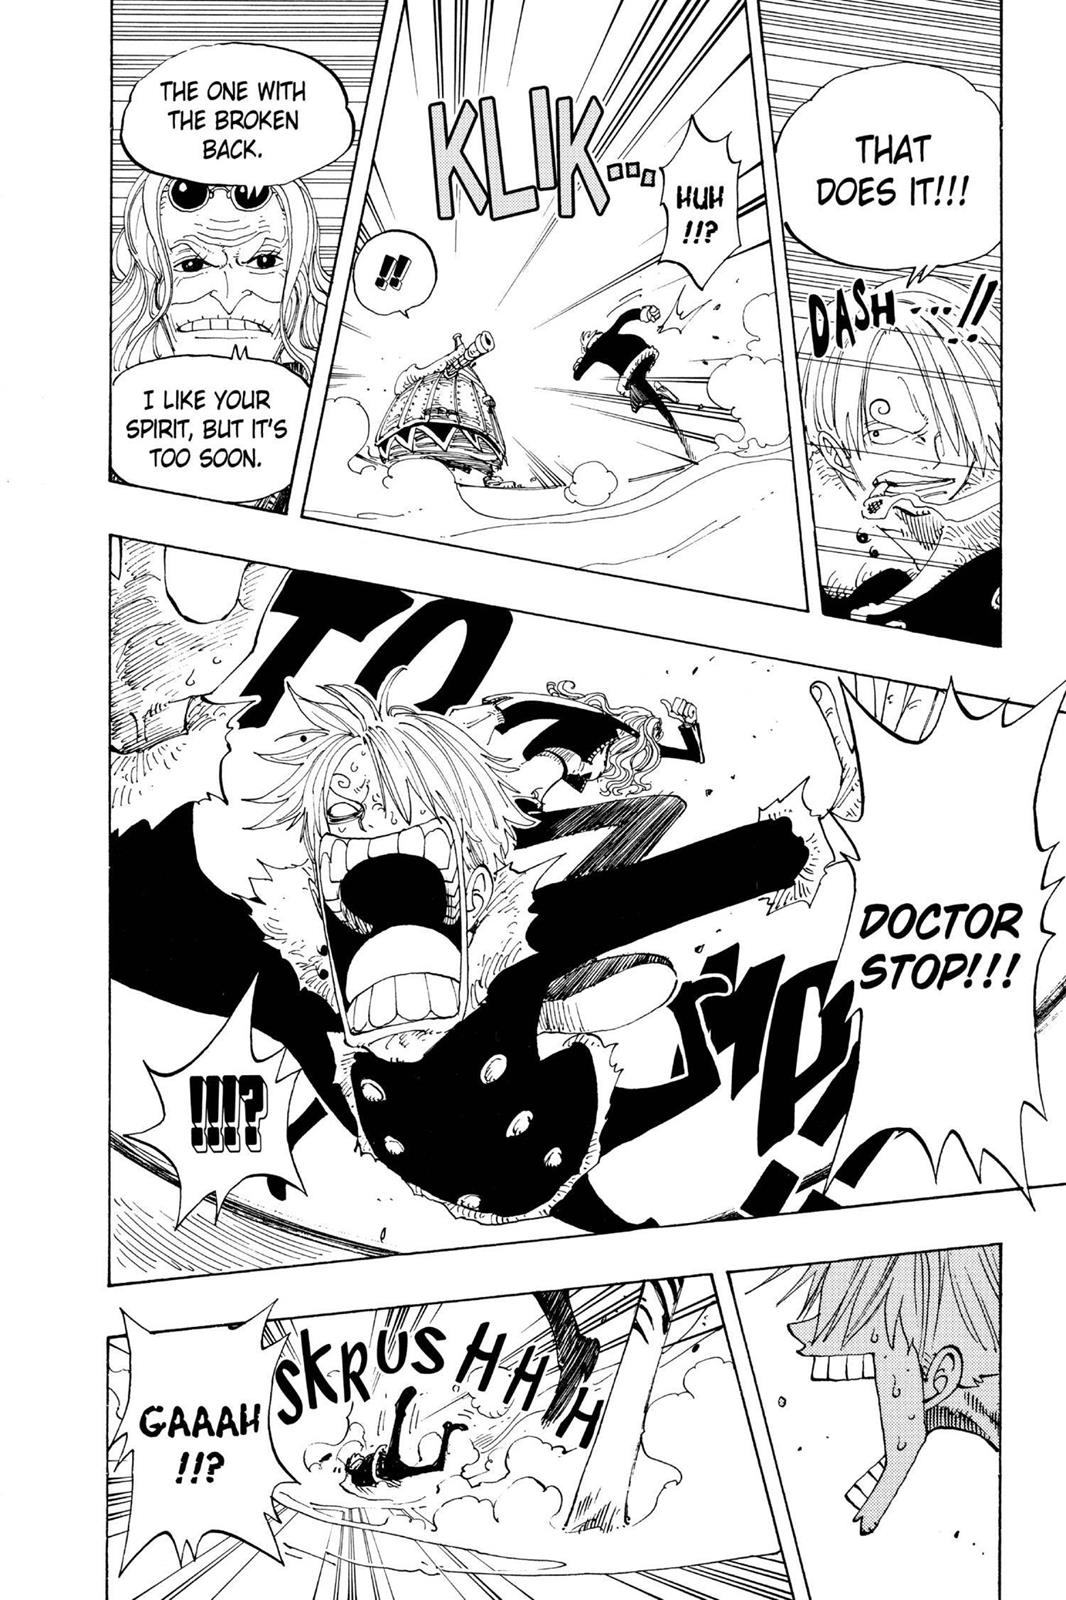 THAT
DOES IT!!!
DASH...!!
HUH
!!?
KLIK...
!!
THE ONE WITH
THE BROKEN
BACK.
I LIKE YOUR
SPIRIT, BUT IT'S
TOO SOON.
DOCTOR
STOP!!!
!!!?
SKRUSHHHH
GAAAH
!!?